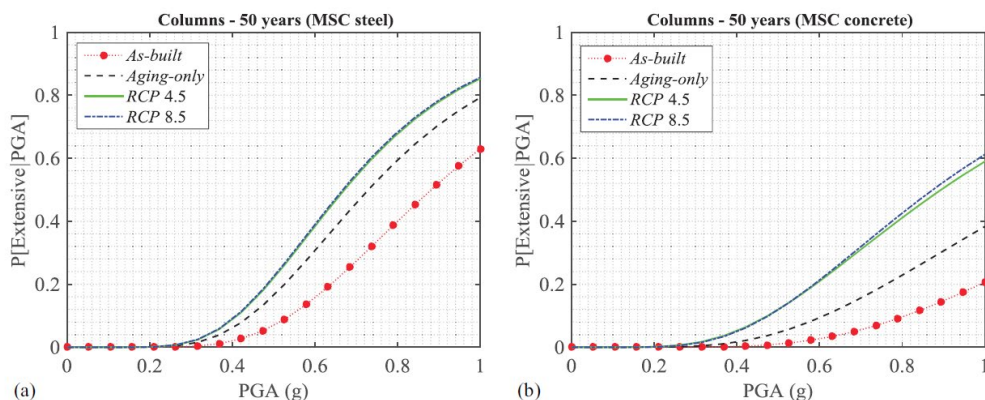 Columns - 50 years (MSC steel)
As-built
Aging-only
RCP 4.5
RCP 8.5
P[Extensive|PGA]
1
0.8
0.6
0.4
0.2
0
0 0.2 0.4 0.6 0.8 1
PGA (g)
(a)
Columns - 50 years (MSC concrete)
As-built
Aging-only
RCP 4.5
RCP 8.5
P[Extensive|PGA]
1
0.8
0.6
0.4
0.2
0
0 0.2 0.4 0.6 0.8 1
PGA (g)
(b)